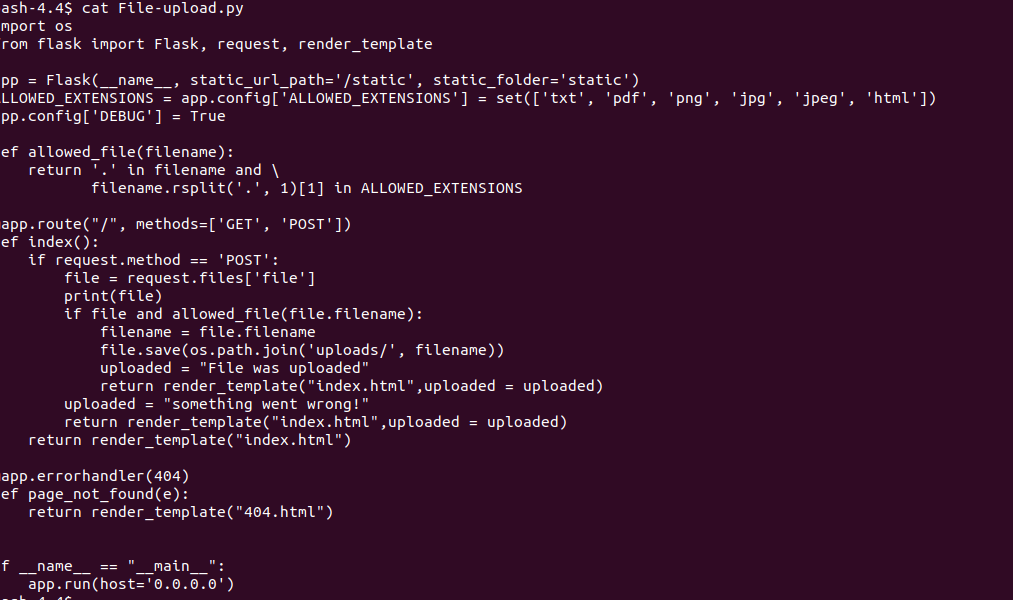 ash-4.4$ cat File-upload.py
mport os
rom flask import Flask, request, render_template
pp = Flask(__name__, static_url_path='/static', static_folder='static')
LLOWED_EXTENSIONS = app.config['ALLOWED_EXTENSIONS'] = set(['txt', 'pdf', 'png', 'jpg', 'jpeg', 'html'])
pp.config['DEBUG'] = True
ef allowed_file(filename):
    return '.' in filename and \
           filename.rsplit('.', 1)[1] in ALLOWED_EXTENSIONS
app.route("/", methods=['GET', 'POST'])
ef index():
    if request.method == 'POST':
        file = request.files['file']
        print(file)
        if file and allowed_file(file.filename):
            filename = file.filename
            file.save(os.path.join('uploads/', filename))
            uploaded = "File was uploaded"
            return render_template("index.html",uploaded = uploaded)
        uploaded = "something went wrong!"
        return render_template("index.html",uploaded = uploaded)
    return render_template("index.html")
app.errorhandler(404)
ef page_not_found(e):
    return render_template("404.html")
f __name__ == "__main__":
    app.run(host='0.0.0.0')
ash-4.4$